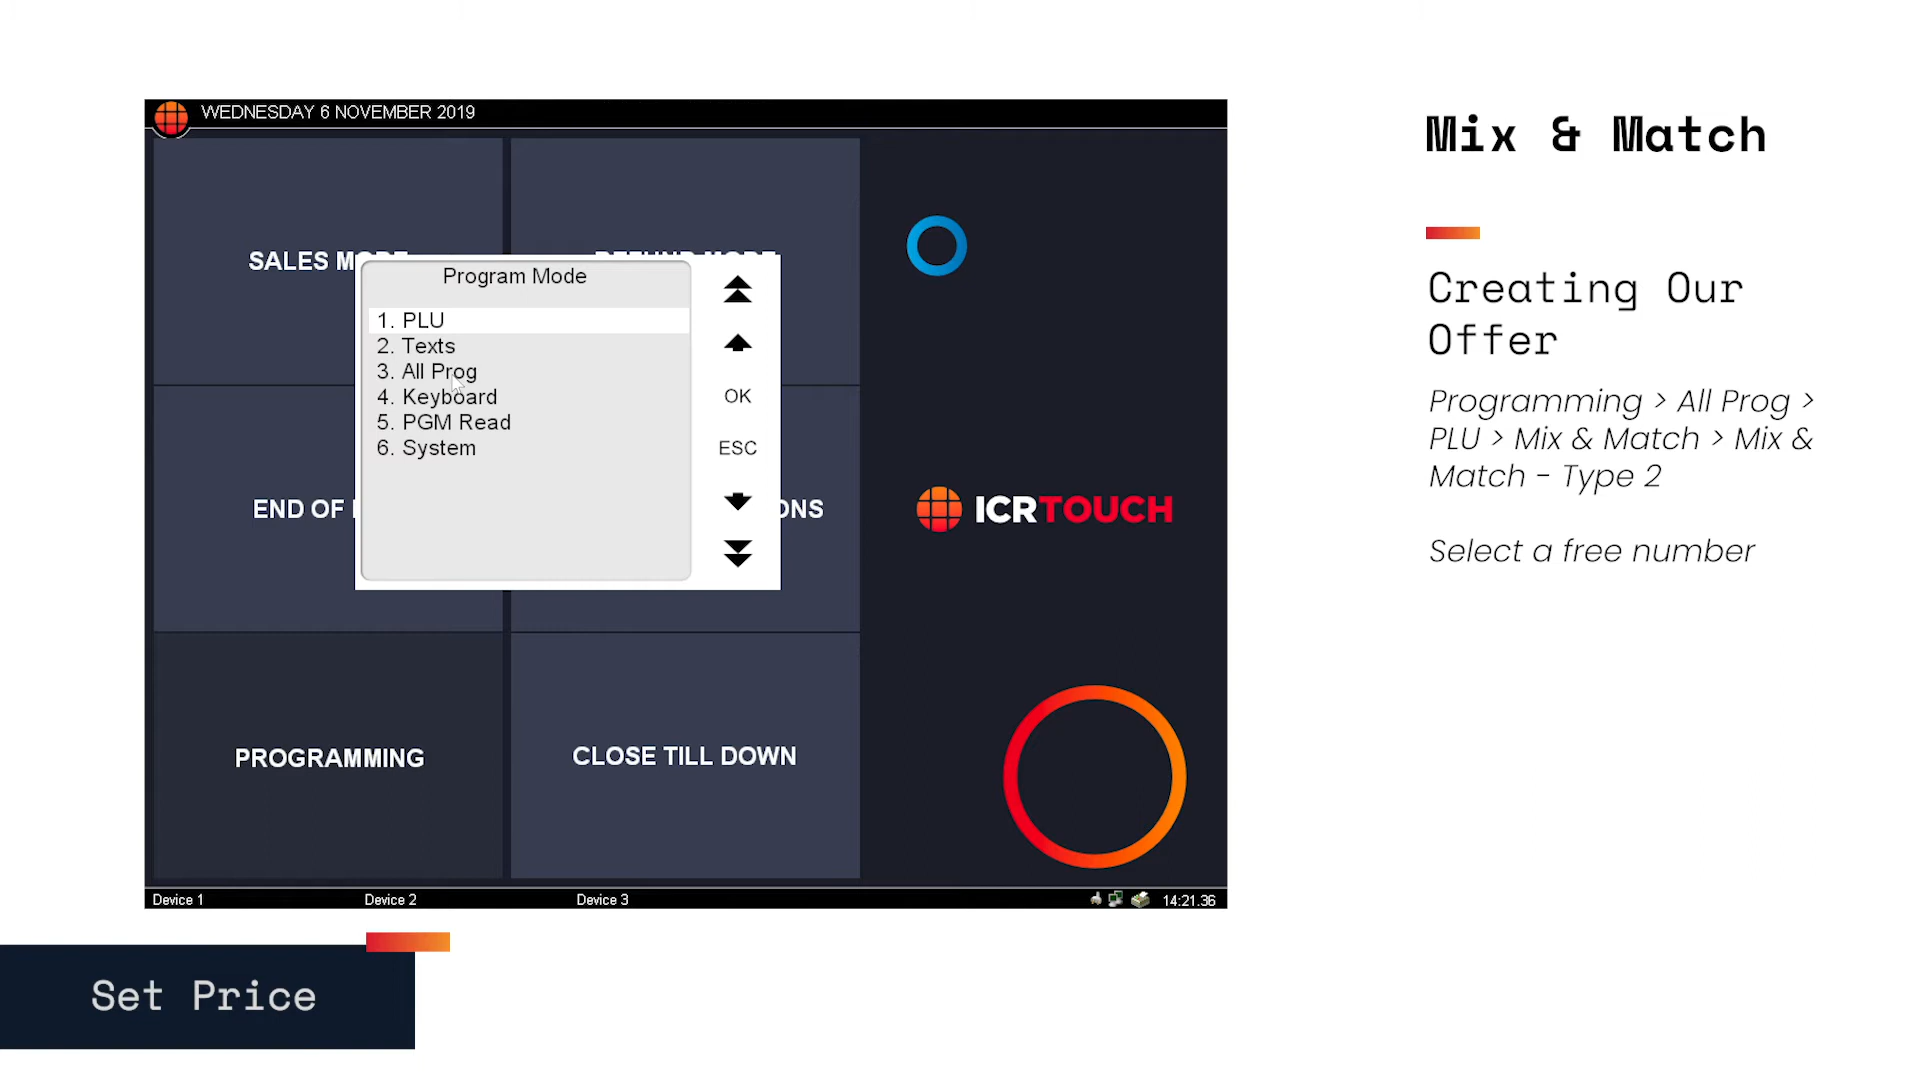 WEDNESDAY 6 NOVEMBER 2019
SALES
Program Mode
1. PLU
2. Texts
3. All Prog
4. Keyboard
5. PGM Read
6. System
OK
ESC
END OF
PROGRAMMING
CLOSE TILL DOWN
ICRTOUCH
Device 1
Device 2
Device 3
14:21.36
Mix & Match
Creating Our
Offer
Programming > All Prog >
PLU > Mix & Match > Mix &
Match - Type 2
Select a free number
Set Price